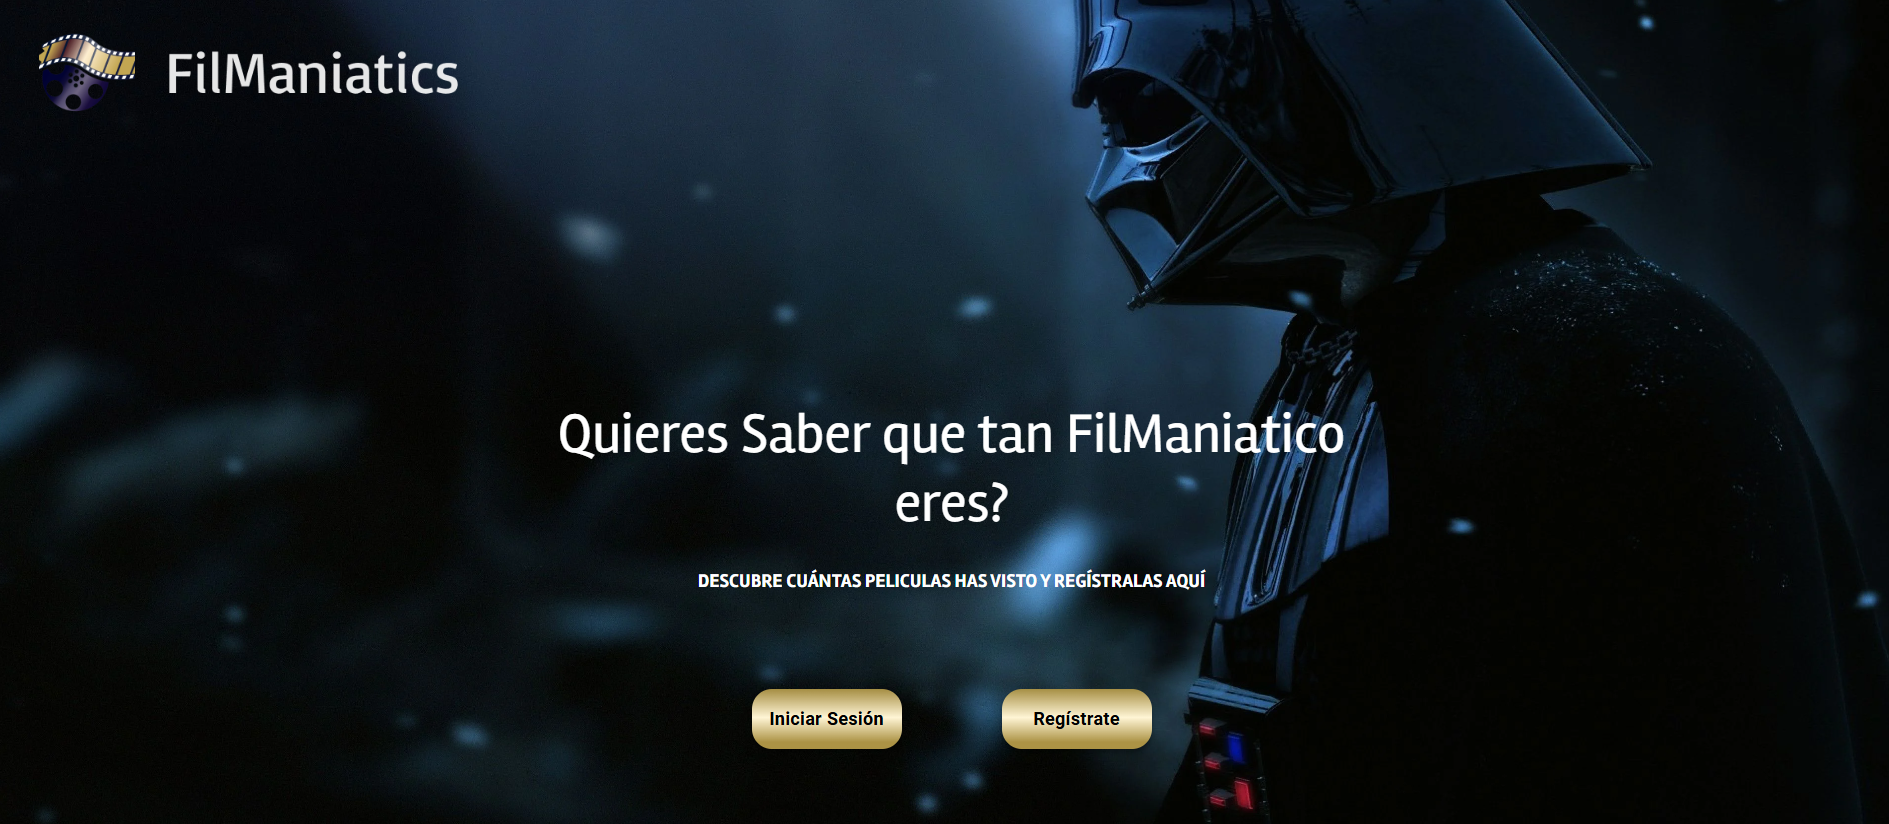 FilManiatics
Quieres Saber que tan FilManiatico
eres?
DESCUBRE CUÁNTAS PELICULAS HAS VISTO Y REGÍSTRALAS AQUÍ
Iniciar Sesión
Regístrate